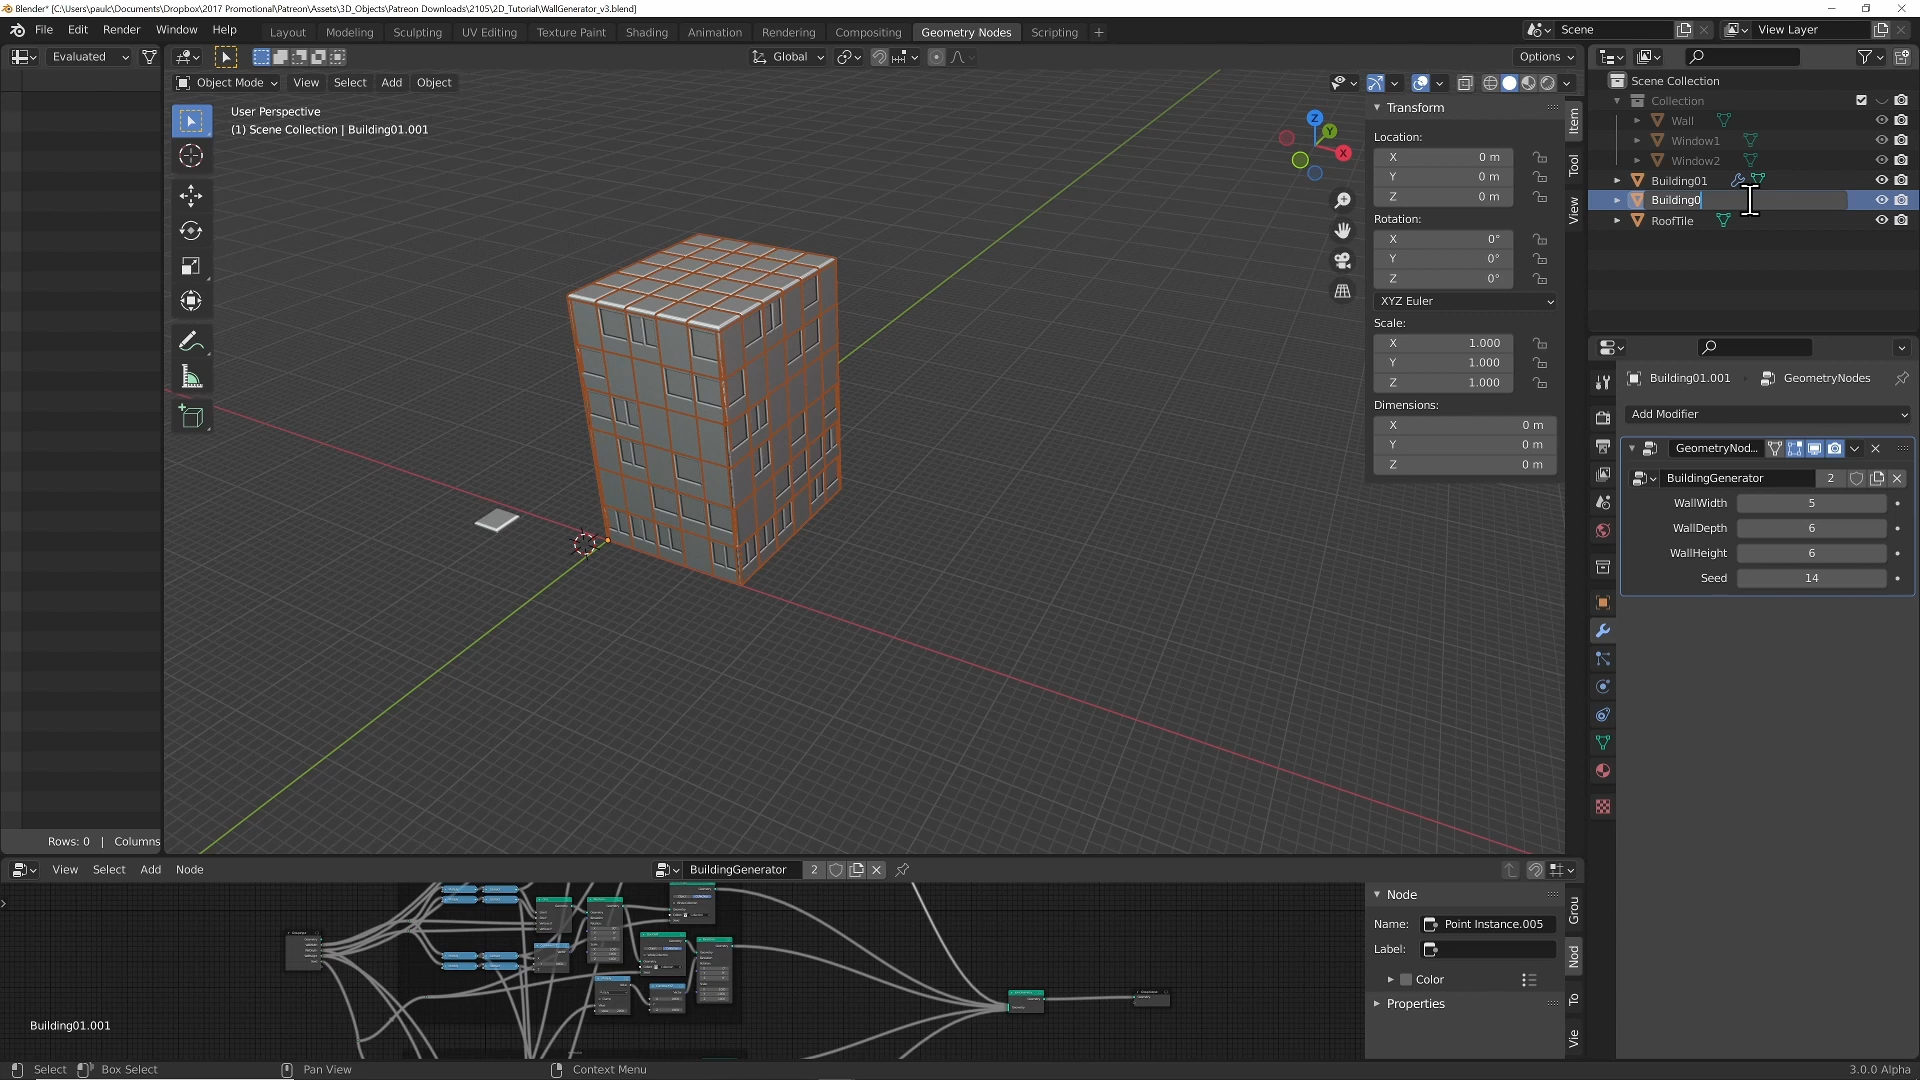 Blender* [C:\Users\paulc\Documents\Dropbox\2017 Promotional\Patreon\Assets\3D_Objects\Patreon Downloads\2105\2D_Tutorial\WallGenerator_v3.blend]
File Edit Render Window Help Layout Modeling Sculpting UV Editing Texture Paint Shading Animation Rendering Compositing Geometry Nodes Scripting + Scene View Layer
Evaluated Global Options
Object Mode View Select Add Object
User Perspective
(1) Scene Collection | Building01.001
Z
Y
X
Transform
Location:
X 0 m
Y 0 m
Z 0 m
Rotation:
X 0°
Y 0°
Z 0°
XYZ Euler
Scale:
X 1.000
Y 1.000
Z 1.000
Dimensions:
X 0 m
Y 0 m
Z 0 m
Item
Tool
View
Scene Collection
Collection
Wall
Window1
Window2
Building01
Building0
RoofTile
Building01.001 GeometryNodes
Add Modifier
GeometryNod...
BuildingGenerator 2
WallWidth 5
WallDepth 6
WallHeight 6
Seed 14
Rows: 0 | Columns
View Select Add Node BuildingGenerator 2
Node
Name: Point Instance.005
Label:
Color
Properties
Grou
Nod
To
Vie
Building01.001
Select Box Select Pan View Context Menu 3.0.0 Alpha